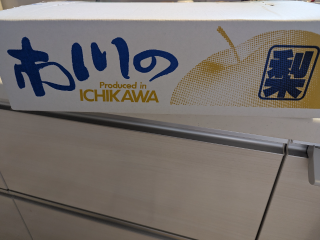 市川の
Produced in
ICHIKAWA
梨